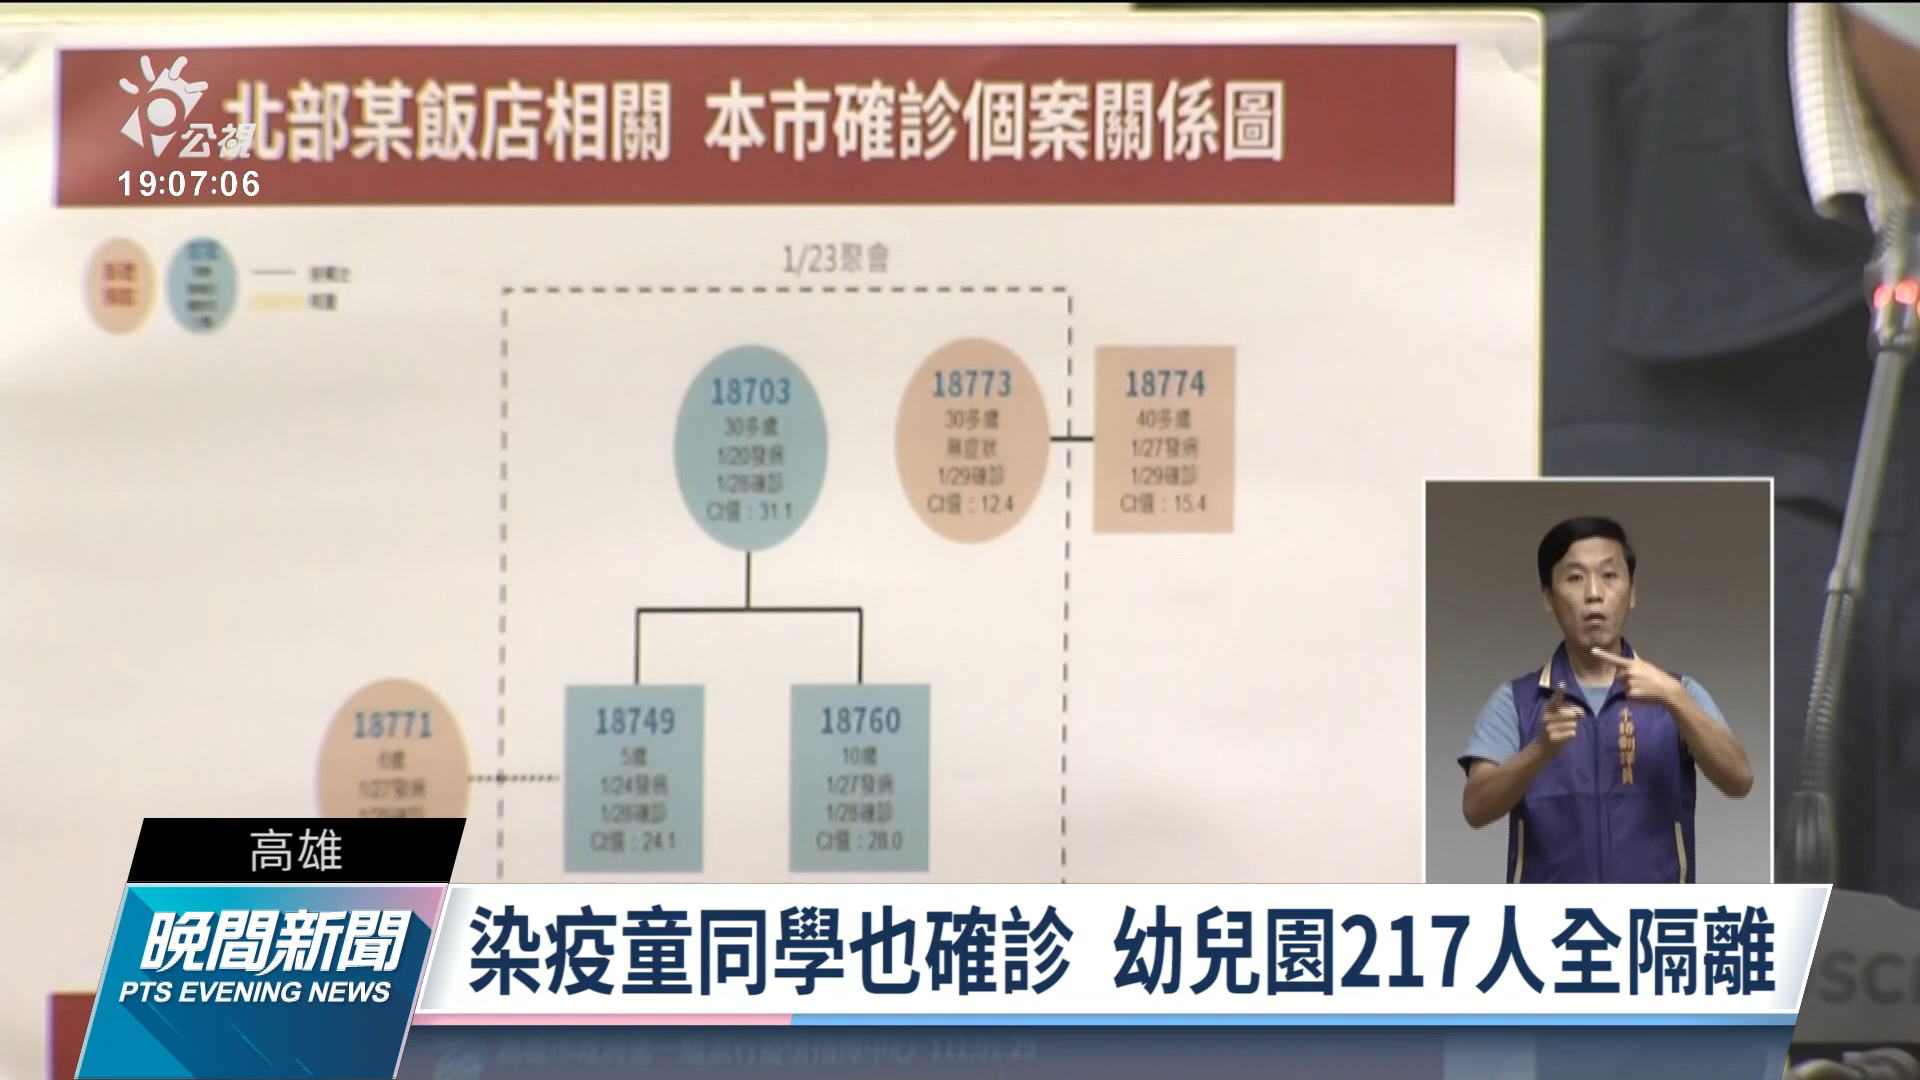 公視
19:07:06
北部某飯店相關 本市確診個案關係圖
1/23聚會
18703
30多歲
1/20發病
1/28確診
Ct值：31.1
18773
30多歲
無症狀
1/29確診
Ct值：12.4
18774
40多歲
1/27發病
1/29確診
Ct值：15.4
18771
1/27發病
18749
5歲
1/24發病
1/28確診
Ct值：24.1
18760
10歲
1/27發病
1/28確診
Ct值：28.0
手語翻譯員
高雄
晚間新聞
PTS EVENING NEWS
染疫童同學也確診 幼兒園217人全隔離